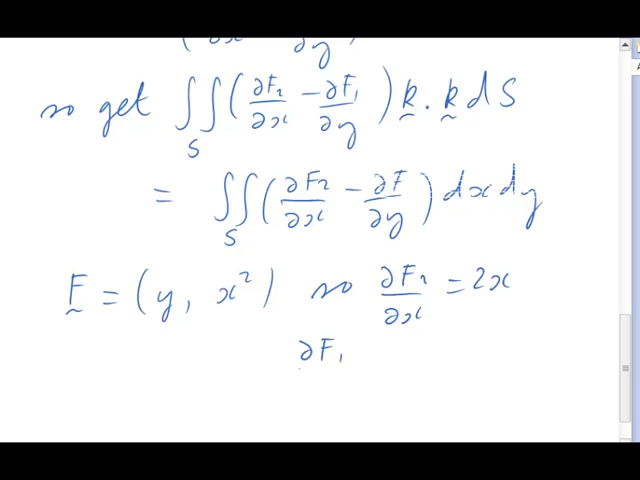 (∂x ∂y)
so get ∬_S (∂F₂/∂x − ∂F₁/∂y) k̰ . k̰ dS
= ∬_S (∂F₂/∂x − ∂F/∂y) dx dy
F̰ = (y, x²) so ∂F₂/∂x = 2x
∂F₁